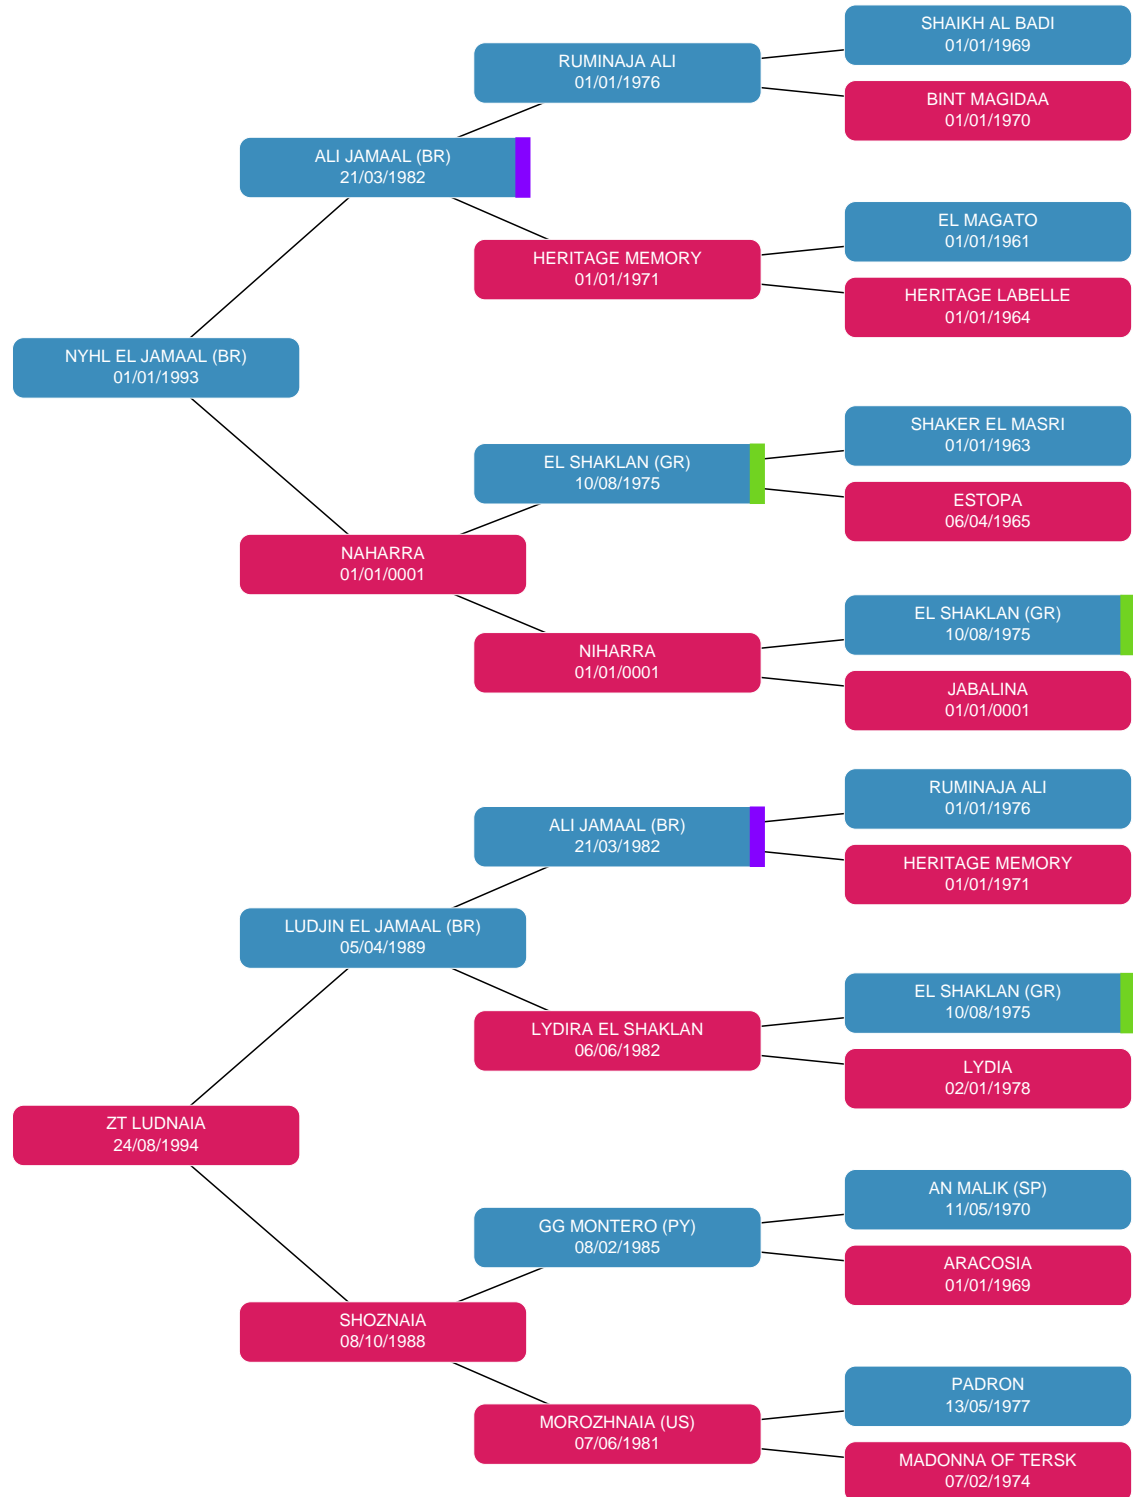 SHAIKH AL BADI
01/01/1969
RUMINAJA ALI
01/01/1976
BINT MAGIDAA
01/01/1970
ALI JAMAAL (BR)
21/03/1982
EL MAGATO
01/01/1961
HERITAGE MEMORY
01/01/1971
HERITAGE LABELLE
01/01/1964
NYHL EL JAMAAL (BR)
01/01/1993
SHAKER EL MASRI
01/01/1963
EL SHAKLAN (GR)
10/08/1975
ESTOPA
06/04/1965
NAHARRA
01/01/0001
EL SHAKLAN (GR)
10/08/1975
NIHARRA
01/01/0001
JABALINA
01/01/0001
RUMINAJA ALI
01/01/1976
ALI JAMAAL (BR)
21/03/1982
HERITAGE MEMORY
01/01/1971
LUDJIN EL JAMAAL (BR)
05/04/1989
EL SHAKLAN (GR)
10/08/1975
LYDIRA EL SHAKLAN
06/06/1982
LYDIA
02/01/1978
ZT LUDNAIA
24/08/1994
AN MALIK (SP)
11/05/1970
GG MONTERO (PY)
08/02/1985
ARACOSIA
01/01/1969
SHOZNAIA
08/10/1988
PADRON
13/05/1977
MOROZHNAIA (US)
07/06/1981
MADONNA OF TERSK
07/02/1974